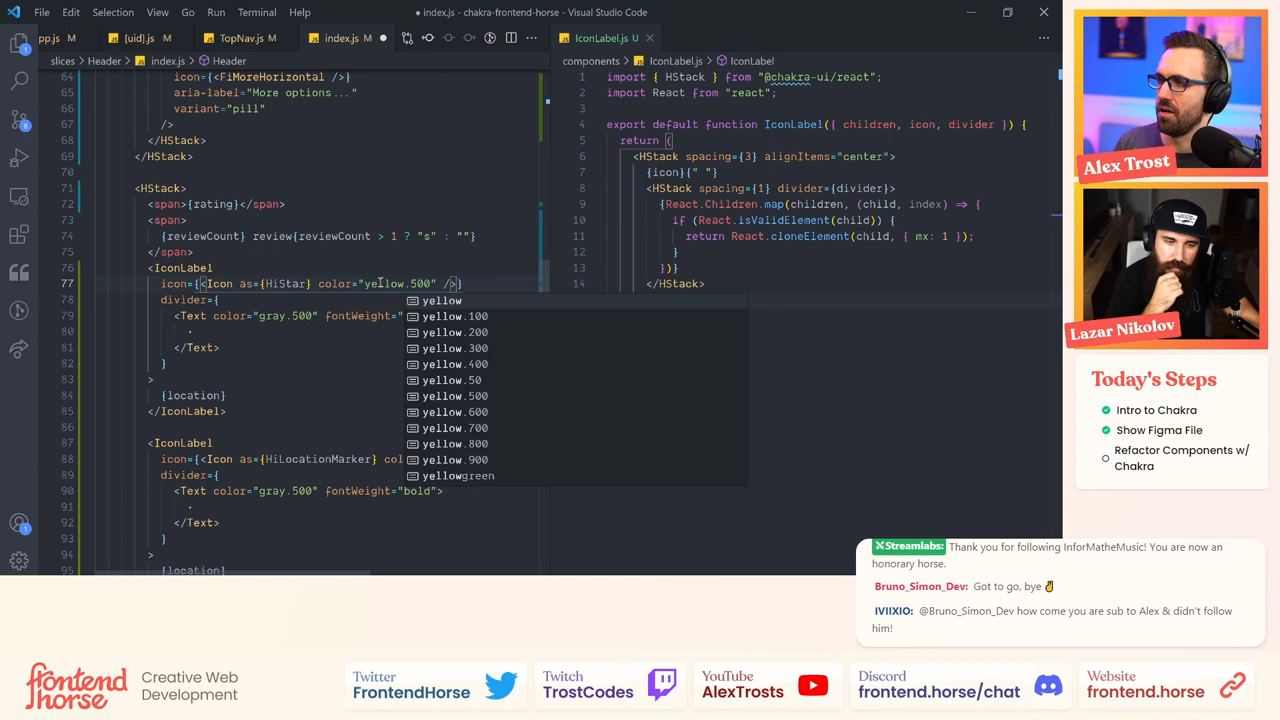 File Edit Selection View Go Run Terminal Help
● index.js - chakra-frontend-horse - Visual Studio Code
pp.js M [uid].js M TopNav.js M index.js M ●
IconLabel.js U
slices > Header > index.js > Header
components > IconLabel.js > IconLabel
64 icon={<FiMoreHorizontal />}
65 aria-label="More options..."
66 variant="pill"
67 />
68 </HStack>
69 </HStack>
70
71 <HStack>
72 <span>{rating}</span>
73 <span>
74 {reviewCount} review{reviewCount > 1 ? "s" : ""}
75 </span>
76 <IconLabel
77 icon={<Icon as={HiStar} color="yellow.500" />}
78 divider={
79 <Text color="gray.500" fontWeight="
80 ·
81 </Text>
82 }
83 >
84 {location}
85 </IconLabel>
86
87 <IconLabel
88 icon={<Icon as={HiLocationMarker} col
89 divider={
90 <Text color="gray.500" fontWeight="bold">
91 ·
92 </Text>
93 }
94 >
95 {location}
yellow
yellow.100
yellow.200
yellow.300
yellow.400
yellow.50
yellow.500
yellow.600
yellow.700
yellow.800
yellow.900
yellowgreen
1 import { HStack } from "@chakra-ui/react";
2 import React from "react";
3
4 export default function IconLabel({ children, icon, divider }) {
5 return (
6 <HStack spacing={3} alignItems="center">
7 {icon}{" "}
8 <HStack spacing={1} divider={divider}>
9 {React.Children.map(children, (child, index) => {
10 if (React.isValidElement(child)) {
11 return React.cloneElement(child, { mx: 1 });
12 }
13 })}
14 </HStack>
1
8
1
Alex Trost
Lazar Nikolov
Today's Steps
Intro to Chakra
Show Figma File
Refactor Components w/
Chakra
Streamlabs: Thank you for following InforMatheMusic! You are now an
honorary horse.
Bruno_Simon_Dev: Got to go, bye ✌
IVIIXIO: @Bruno_Simon_Dev how come you are sub to Alex & didn't follow
him!
frontend
horse
Creative Web
Development
Twitter
FrontendHorse
Twitch
TrostCodes
YouTube
AlexTrosts
Discord
frontend.horse/chat
Website
frontend.horse